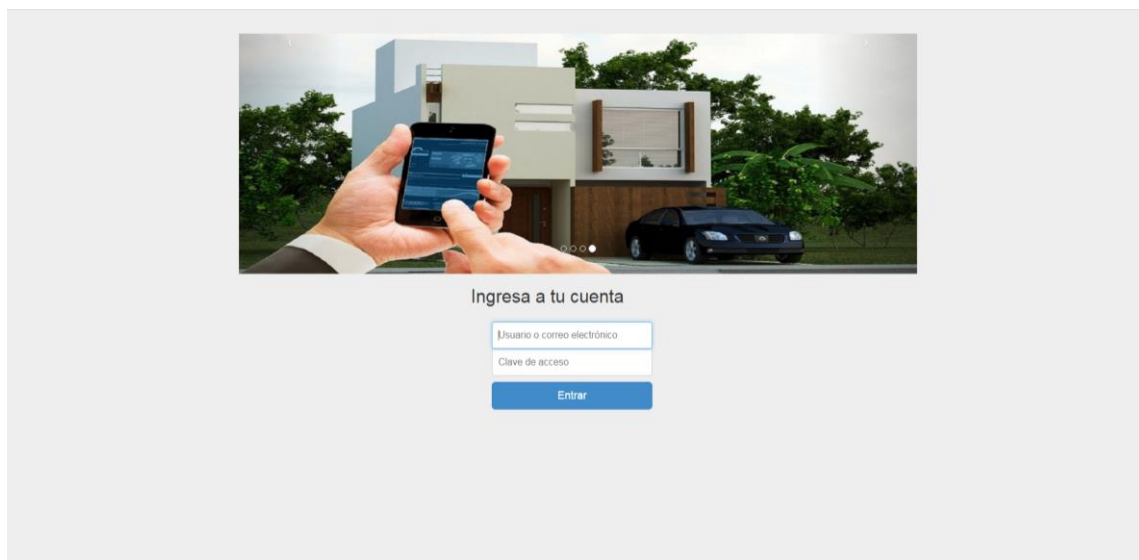 Ingresa a tu cuenta
Usuario o correo electrónico
Clave de acceso
Entrar